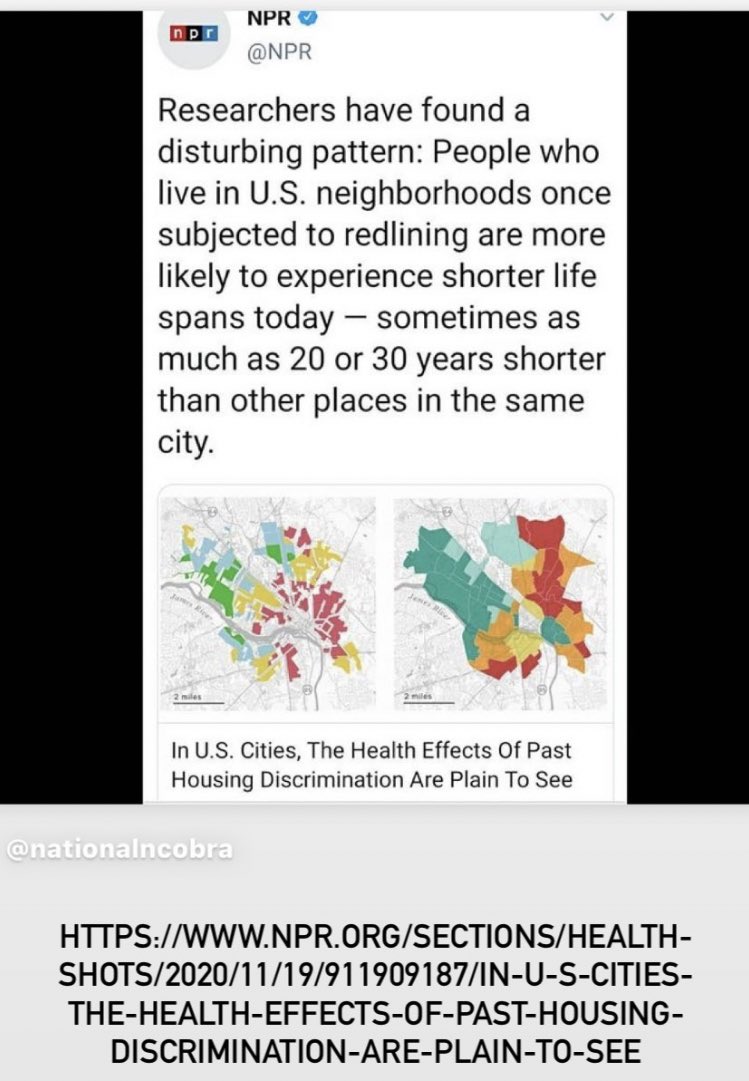 npr
NPR
@NPR
Researchers have found a
disturbing pattern: People who
live in U.S. neighborhoods once
subjected to redlining are more
likely to experience shorter life
spans today — sometimes as
much as 20 or 30 years shorter
than other places in the same
city.
James River
2 miles
James River
2 miles
In U.S. Cities, The Health Effects Of Past
Housing Discrimination Are Plain To See
@nationalncobra
HTTPS://WWW.NPR.ORG/SECTIONS/HEALTH-
SHOTS/2020/11/19/911909187/IN-U-S-CITIES-
THE-HEALTH-EFFECTS-OF-PAST-HOUSING-
DISCRIMINATION-ARE-PLAIN-TO-SEE